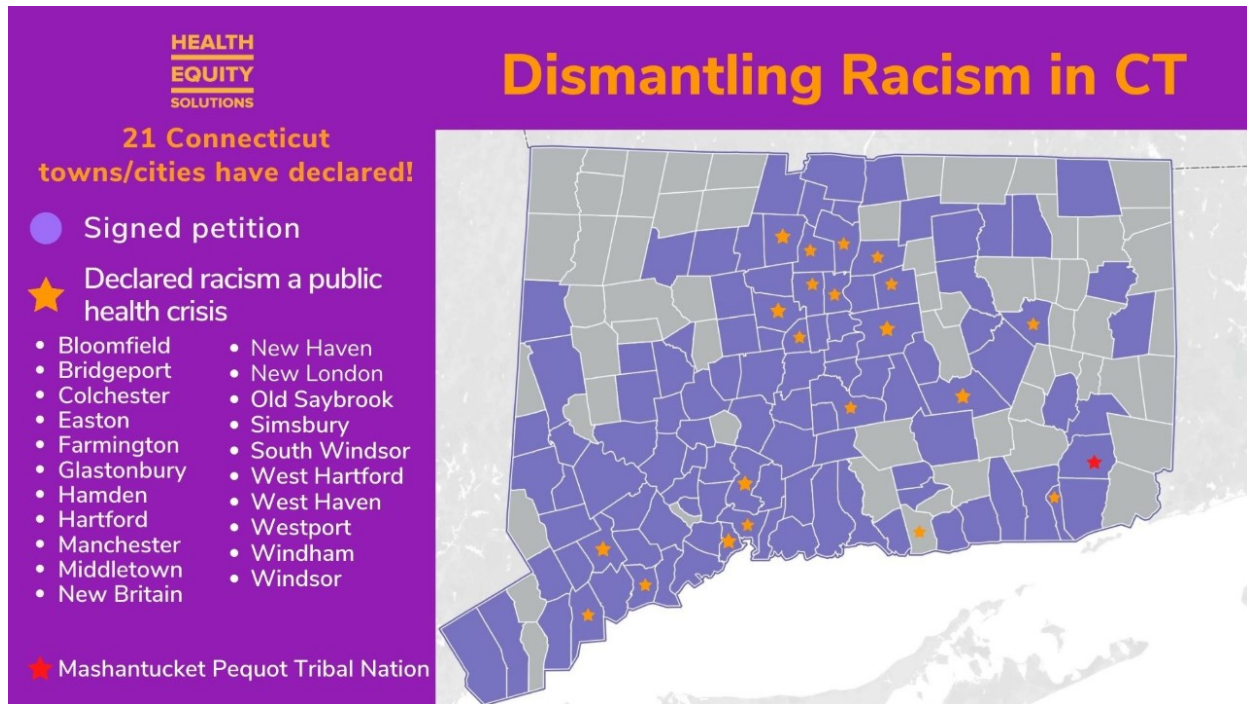 HEALTH
EQUITY
SOLUTIONS
Dismantling Racism in CT
21 Connecticut
towns/cities have declared!
Signed petition
Declared racism a public
health crisis
• Bloomfield
• Bridgeport
• Colchester
• Easton
• Farmington
• Glastonbury
• Hamden
• Hartford
• Manchester
• Middletown
• New Britain
• New Haven
• New London
• Old Saybrook
• Simsbury
• South Windsor
• West Hartford
• West Haven
• Westport
• Windham
• Windsor
Mashantucket Pequot Tribal Nation